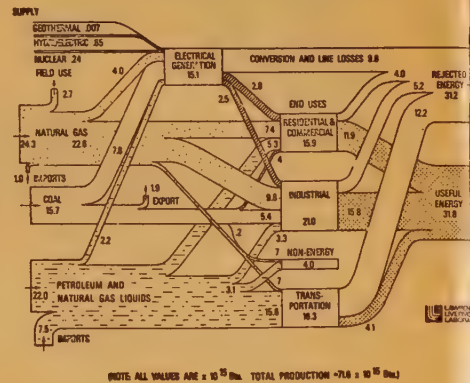 SUPPLY
GEOTHERMAL .007
HYDROELECTRIC .85
NUCLEAR .24
FIELD USE
2.7
4.0
ELECTRICAL
GENERATION
15.1
CONVERSION AND LINE LOSSES 9.8
2.8
2.5
4.0
5.2
12.2
REJECTED
ENERGY
31.2
END USES
RESIDENTIAL &
COMMERCIAL
15.9
11.9
NATURAL GAS
24.3
22.6
7.4
5.3
.4
7.8
1.0
IMPORTS
COAL
15.7
1.9
EXPORT
9.8
5.4
INDUSTRIAL
21.0
15.8
USEFUL
ENERGY
31.8
2.2
.2
3.3
.7
NON-ENERGY
4.0
3.1
PETROLEUM AND
NATURAL GAS LIQUIDS
22.0
15.6
TRANS-
PORTATION
16.3
4.1
7.5
IMPORTS
(NOTE: ALL VALUES ARE x 10 15 Btu. TOTAL PRODUCTION =71.6 x 10 15 Btu.)